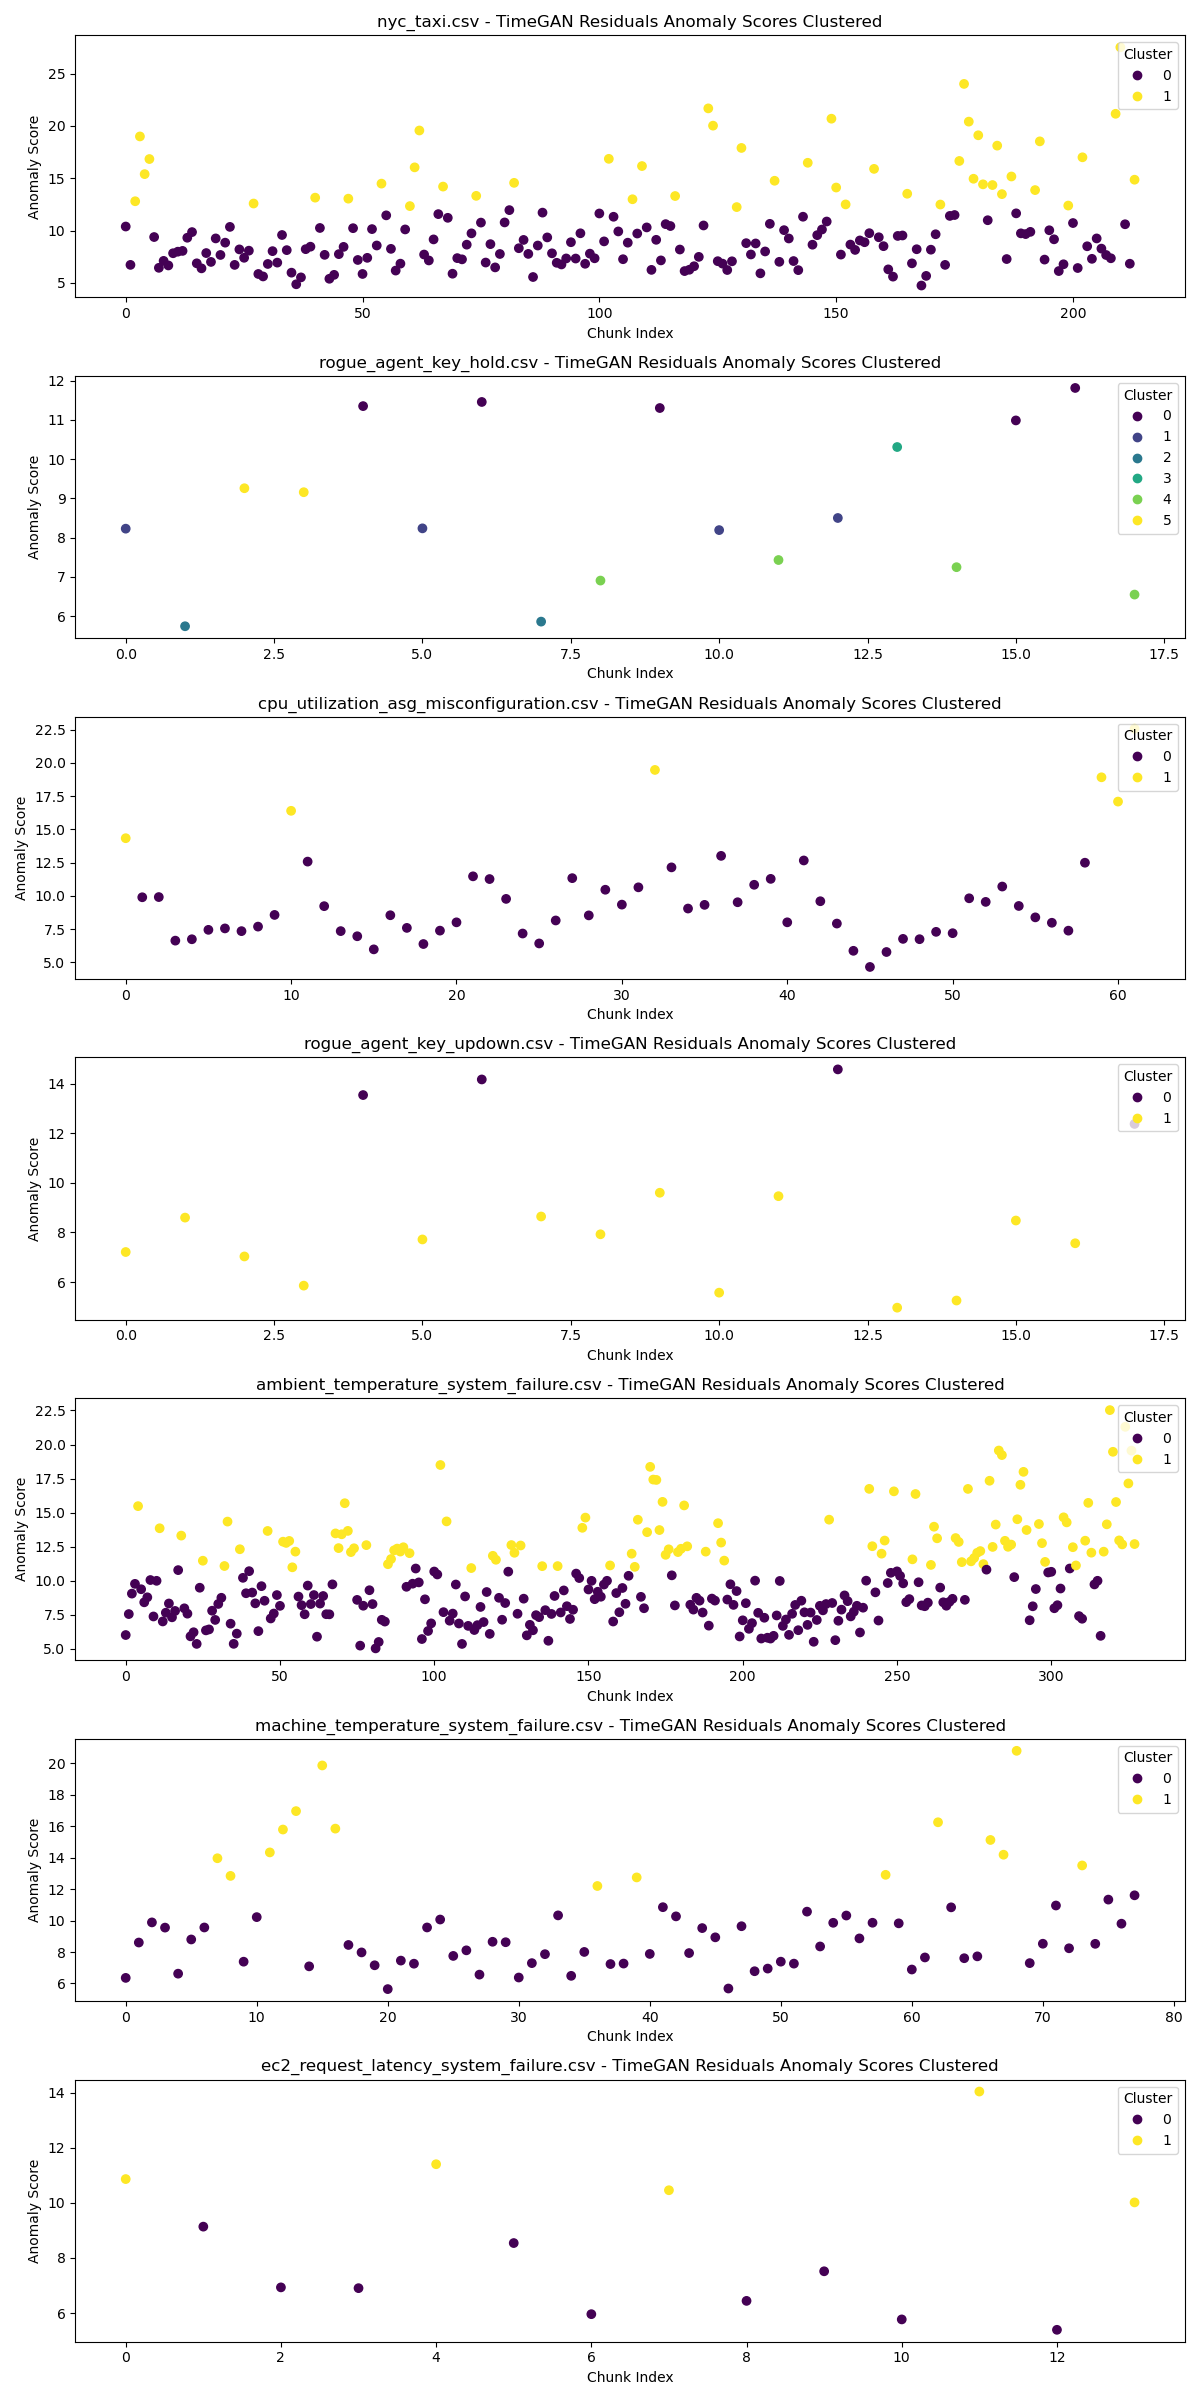 nyc_taxi.csv - TimeGAN Residuals Anomaly Scores Clustered
Anomaly Score
25
20
15
10
5
Cluster
0
1
0 50 100 150 200
Chunk Index
rogue_agent_key_hold.csv - TimeGAN Residuals Anomaly Scores Clustered
Anomaly Score
12
11
10
9
8
7
6
Cluster
0
1
2
3
4
5
0.0 2.5 5.0 7.5 10.0 12.5 15.0 17.5
Chunk Index
cpu_utilization_asg_misconfiguration.csv - TimeGAN Residuals Anomaly Scores Clustered
Anomaly Score
22.5
20.0
17.5
15.0
12.5
10.0
7.5
5.0
Cluster
0
1
0 10 20 30 40 50 60
Chunk Index
rogue_agent_key_updown.csv - TimeGAN Residuals Anomaly Scores Clustered
Anomaly Score
14
12
10
8
6
Cluster
0
1
0.0 2.5 5.0 7.5 10.0 12.5 15.0 17.5
Chunk Index
ambient_temperature_system_failure.csv - TimeGAN Residuals Anomaly Scores Clustered
Anomaly Score
22.5
20.0
17.5
15.0
12.5
10.0
7.5
5.0
Cluster
0
1
0 50 100 150 200 250 300
Chunk Index
machine_temperature_system_failure.csv - TimeGAN Residuals Anomaly Scores Clustered
Anomaly Score
20
18
16
14
12
10
8
6
Cluster
0
1
0 10 20 30 40 50 60 70 80
Chunk Index
ec2_request_latency_system_failure.csv - TimeGAN Residuals Anomaly Scores Clustered
Anomaly Score
14
12
10
8
6
Cluster
0
1
0 2 4 6 8 10 12
Chunk Index